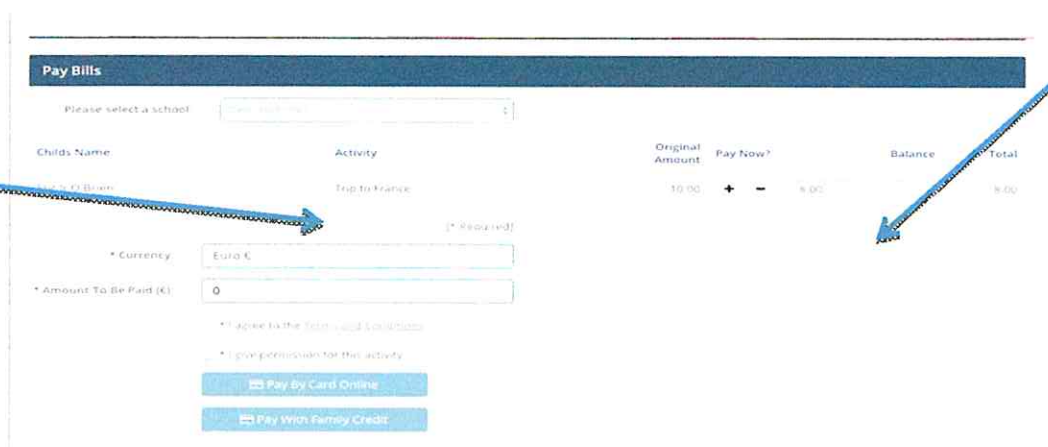 Pay Bills
Please select a school
Childs Name Activity Original Amount Pay Now? Balance Total
O Brien Trip to France 10.00 + - 8.00 8.00
[* Required]
* Currency Euro €
* Amount To Be Paid (€) 0
* I agree to the Terms and Conditions
* I give permission for this activity
Pay By Card Online
Pay With Family Credit